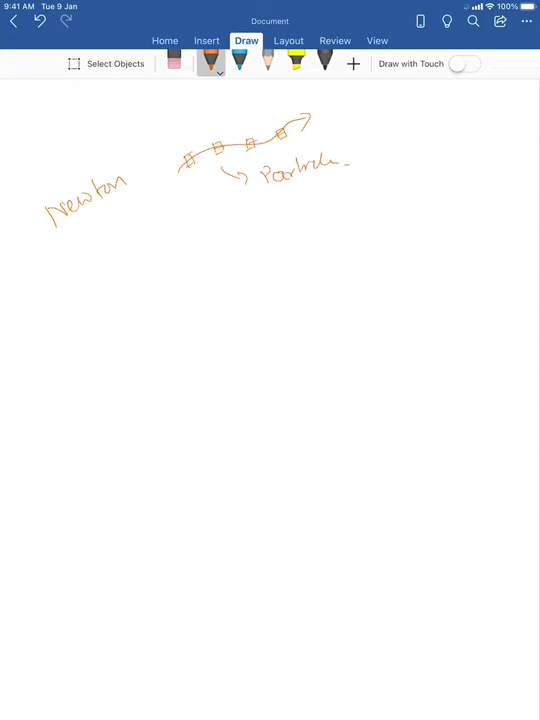 9:41 AM Tue 9 Jan 100%
Document
Home Insert Draw Layout Review View
Select Objects Draw with Touch
Particle
Newton